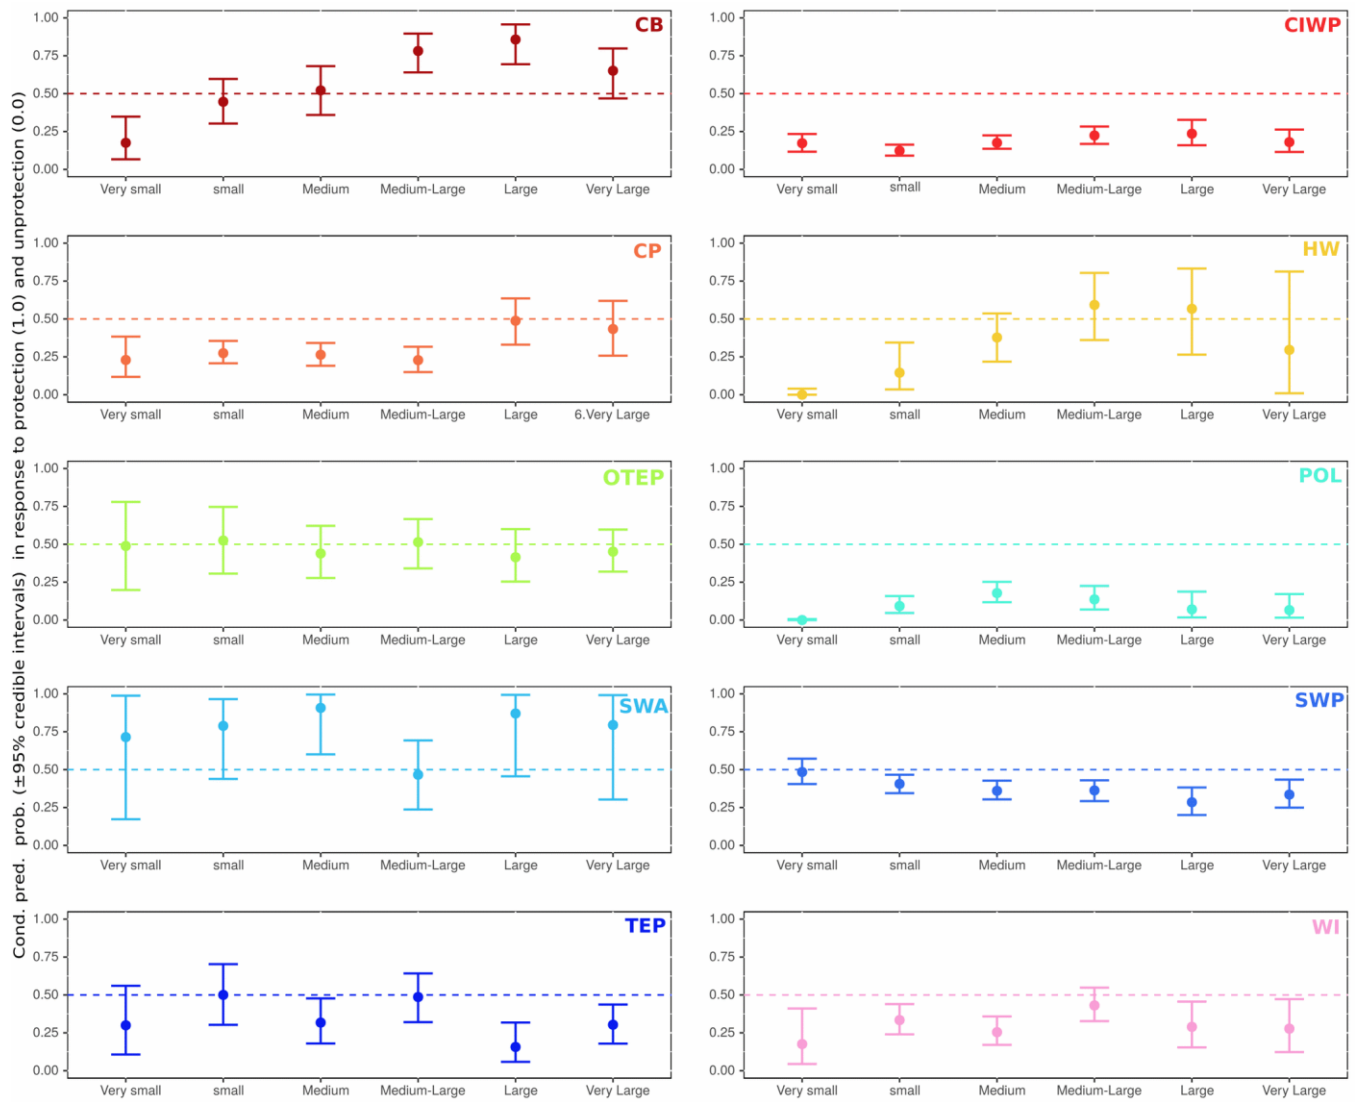 Cond. pred. prob. (±95% credible intervals) in response to protection (1.0) and unprotection (0.0)
CB
1.00
0.75
0.50
0.25
0.00
Very small small Medium Medium-Large Large Very Large
CIWP
1.00
0.75
0.50
0.25
0.00
Very small small Medium Medium-Large Large Very Large
CP
1.00
0.75
0.50
0.25
0.00
Very small small Medium Medium-Large Large 6.Very Large
HW
1.00
0.75
0.50
0.25
0.00
Very small small Medium Medium-Large Large Very Large
OTEP
1.00
0.75
0.50
0.25
0.00
Very small small Medium Medium-Large Large Very Large
POL
1.00
0.75
0.50
0.25
0.00
Very small small Medium Medium-Large Large Very Large
SWA
1.00
0.75
0.50
0.25
0.00
Very small small Medium Medium-Large Large Very Large
SWP
1.00
0.75
0.50
0.25
0.00
Very small small Medium Medium-Large Large Very Large
TEP
1.00
0.75
0.50
0.25
0.00
Very small small Medium Medium-Large Large Very Large
WI
1.00
0.75
0.50
0.25
0.00
Very small small Medium Medium-Large Large Very Large